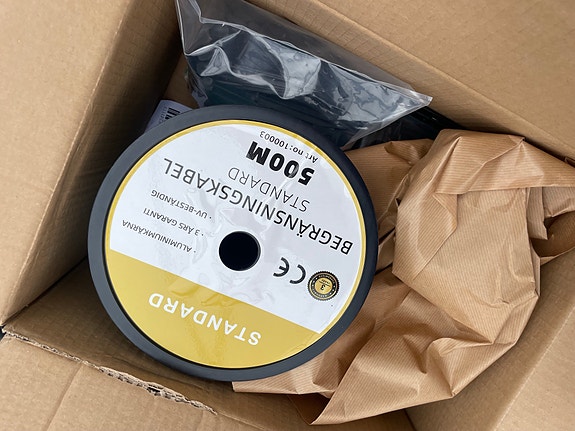 BEGRÄNSNINGSKABEL
STANDARD
500M
Art no: 100003
• ALUMINIUMKÄRNA
• 3 ÅRS GARANTI
• UV-BESTÄNDIG
CE
STANDARD